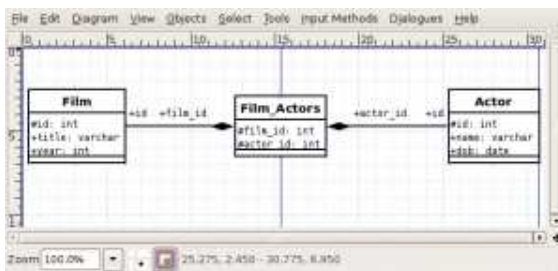 File Edit Diagram View Objects Select Tools Input Methods Dialogues Help
0 5 10 15 20 25 30
Film
#id: int
+title: varchar
+year: int
+id +file_id
Film_Actors
#film_id: int
#actor_id: int
+actor_id +id
Actor
#id: int
+name: varchar
+dob: date
5
Zoom 100.0% 25.275, 2.450 - 30.775, 6.950